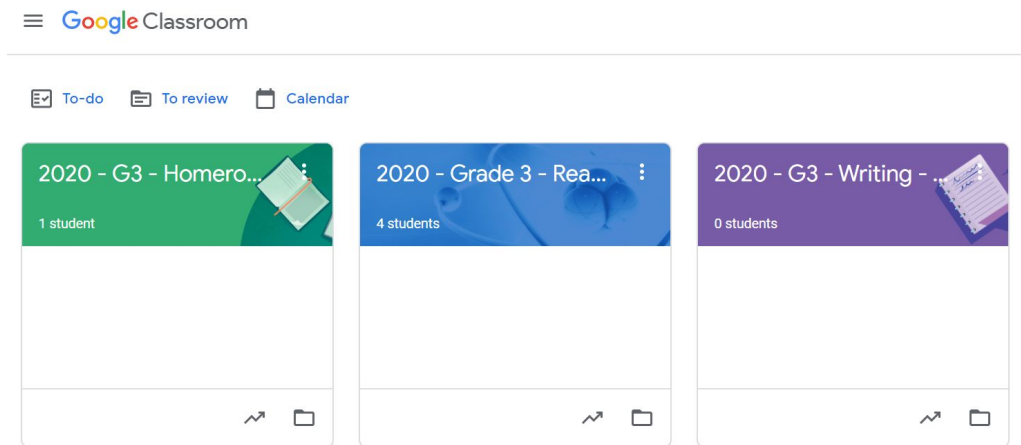 Google Classroom
To-do To review Calendar
2020 - G3 - Homero...
1 student
2020 - Grade 3 - Rea...
4 students
2020 - G3 - Writing - ...
0 students